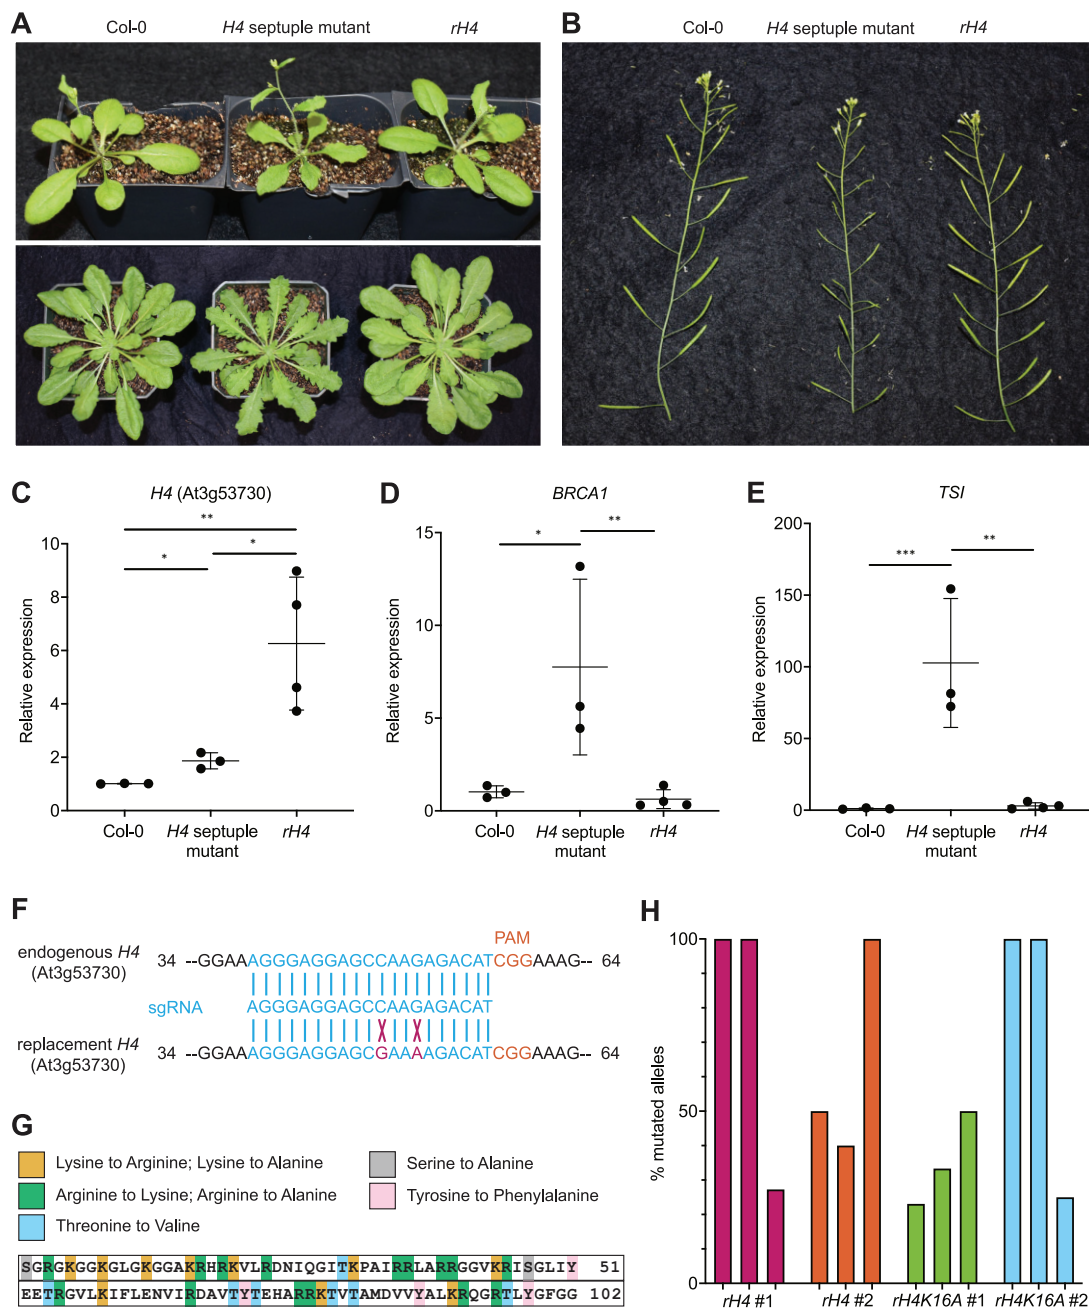 A
Col-0 H4 septuple mutant rH4
B
Col-0 H4 septuple mutant rH4
C
H4 (At3g53730)
**
*
*
10
8
6
4
2
0
Relative expression
Col-0 H4 septuple mutant rH4
D
BRCA1
*
**
15
10
5
0
Relative expression
Col-0 H4 septuple mutant rH4
E
TSI
***
**
200
150
100
50
0
Relative expression
Col-0 H4 septuple mutant rH4
F
PAM
endogenous H4 (At3g53730) 34 --GGAAAGGGAGGAGCCAAGAGACATCGGAAAG-- 64
sgRNA AGGGAGGAGCCAAGAGACAT
replacement H4 (At3g53730) 34 --GGAAAGGGAGGAGCGAAAAGACATCGGAAAG-- 64
G
Lysine to Arginine; Lysine to Alanine
Arginine to Lysine; Arginine to Alanine
Threonine to Valine
Serine to Alanine
Tyrosine to Phenylalanine
SGRGKGGKGLGKGGAKRHRKVLRDNIQGITKPAIRRLARRGGVKRISGLIY 51
EETRGVLKIFLENVIRDAVTYTEHARRKTVTAMDVVYALKRQGRTLYGFGG 102
H
100
50
0
% mutated alleles
rH4 #1 rH4 #2 rH4K16A #1 rH4K16A #2